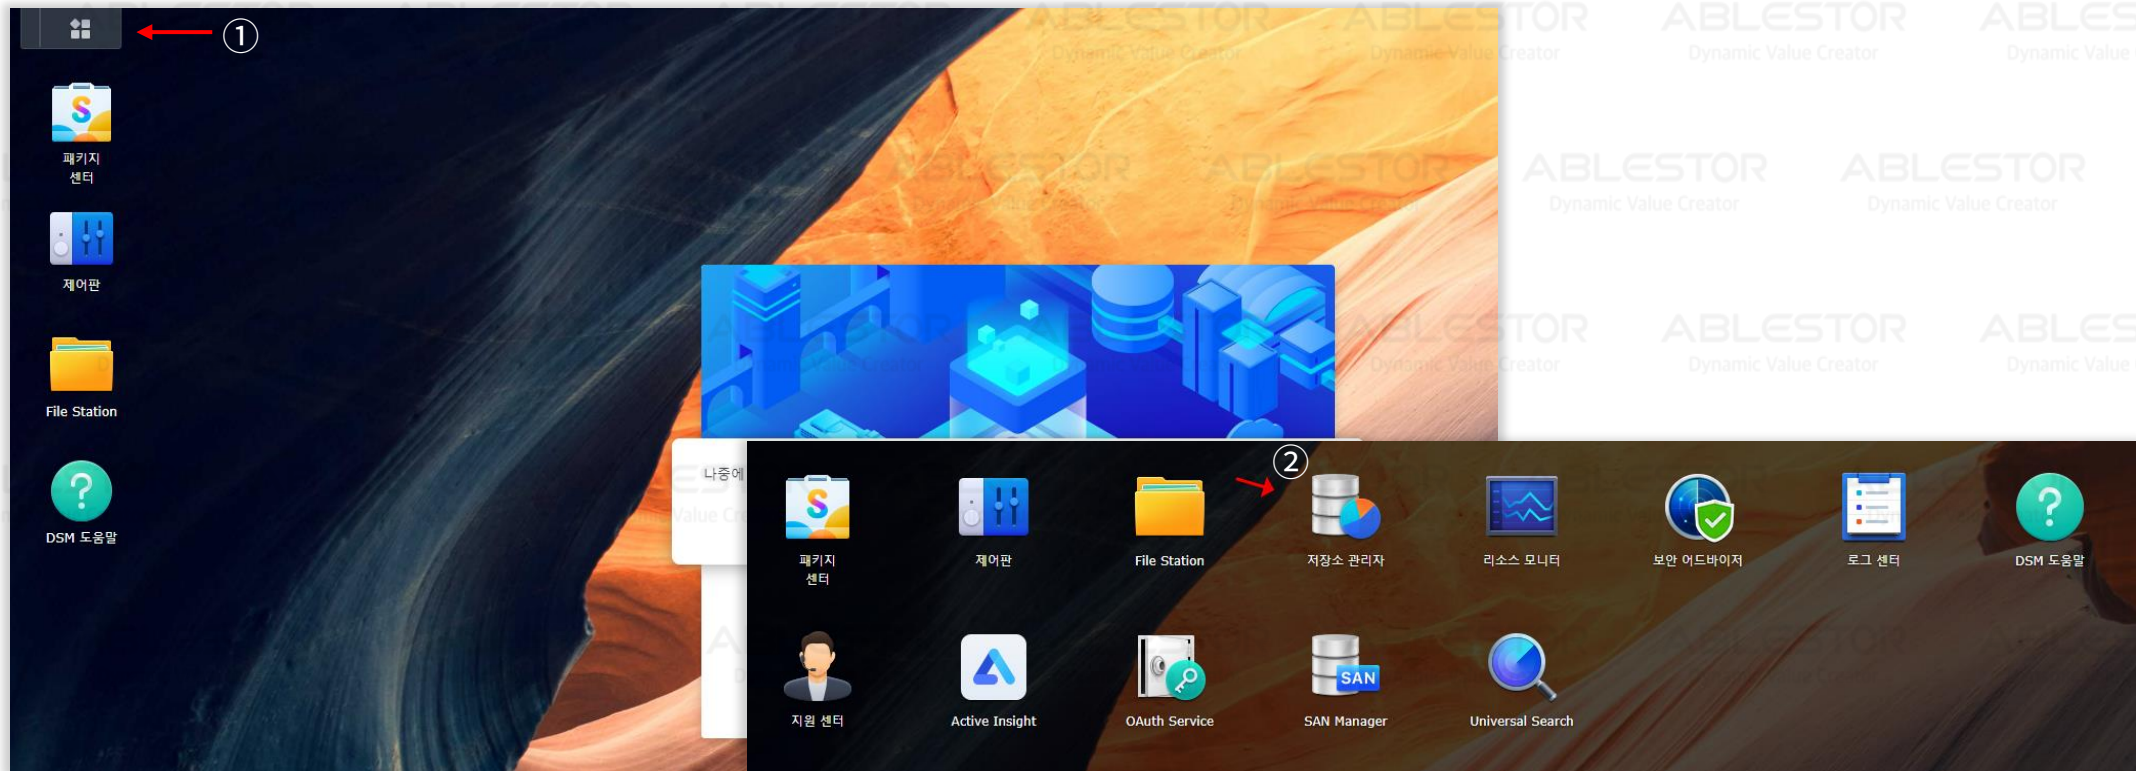 ①
패키지
센터
제어판
File Station
DSM 도움말
나중에
②
패키지
센터
제어판
File Station
저장소 관리자
리소스 모니터
보안 어드바이저
로그 센터
DSM 도움말
지원 센터
Active Insight
OAuth Service
SAN
SAN Manager
Universal Search
ABLESTOR
Dynamic Value Creator